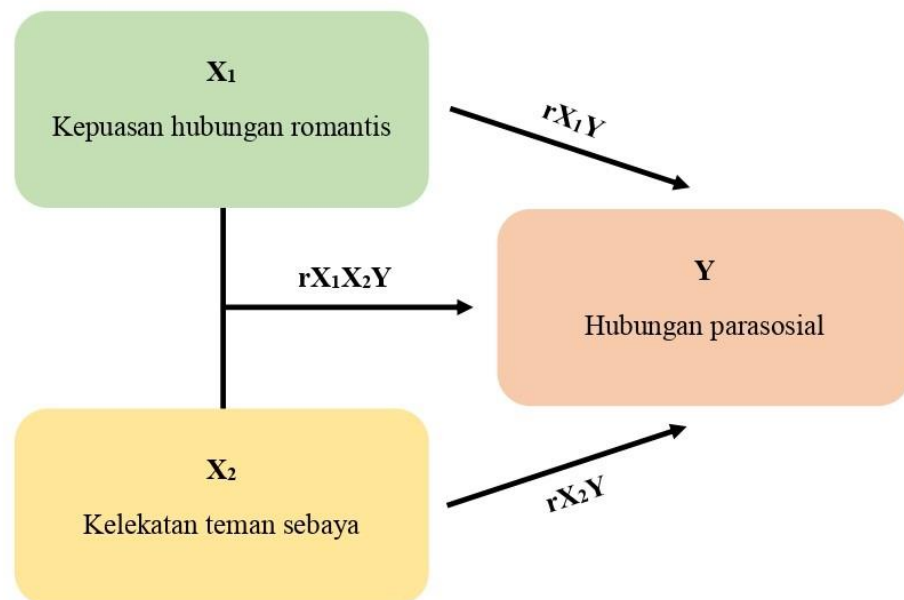 X₁
Kepuasan hubungan romantis
rX₁Y
rX₁X₂Y
Y
Hubungan parasosial
X₂
Kelekatan teman sebaya
rX₂Y